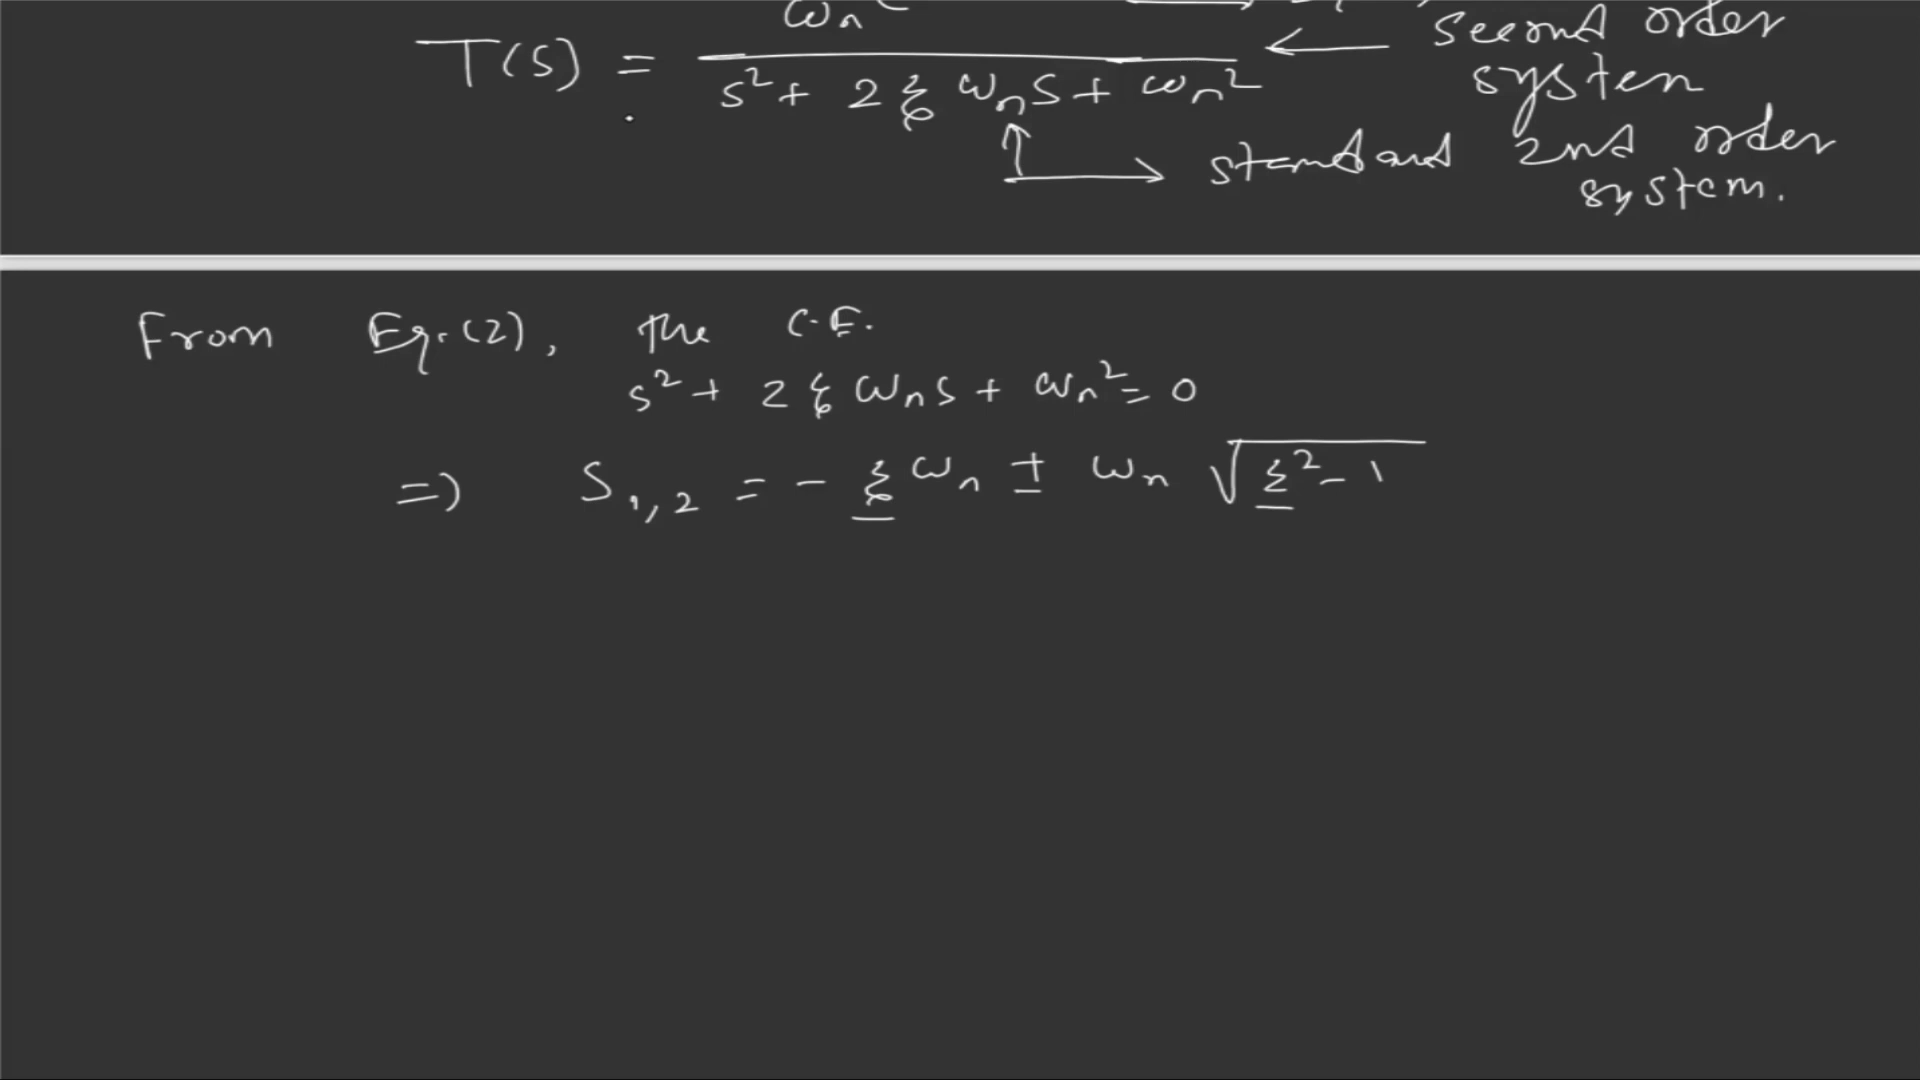 ωn²
T(s) = ───────────── ← second order
s² + 2ξωns + ωn² systen
↑→ standard 2nd order
system.
From Eq.(2), the C.E.
s² + 2ξωns + ωn² = 0
=) S1,2 = - ξωn ± ωn √ξ²-1